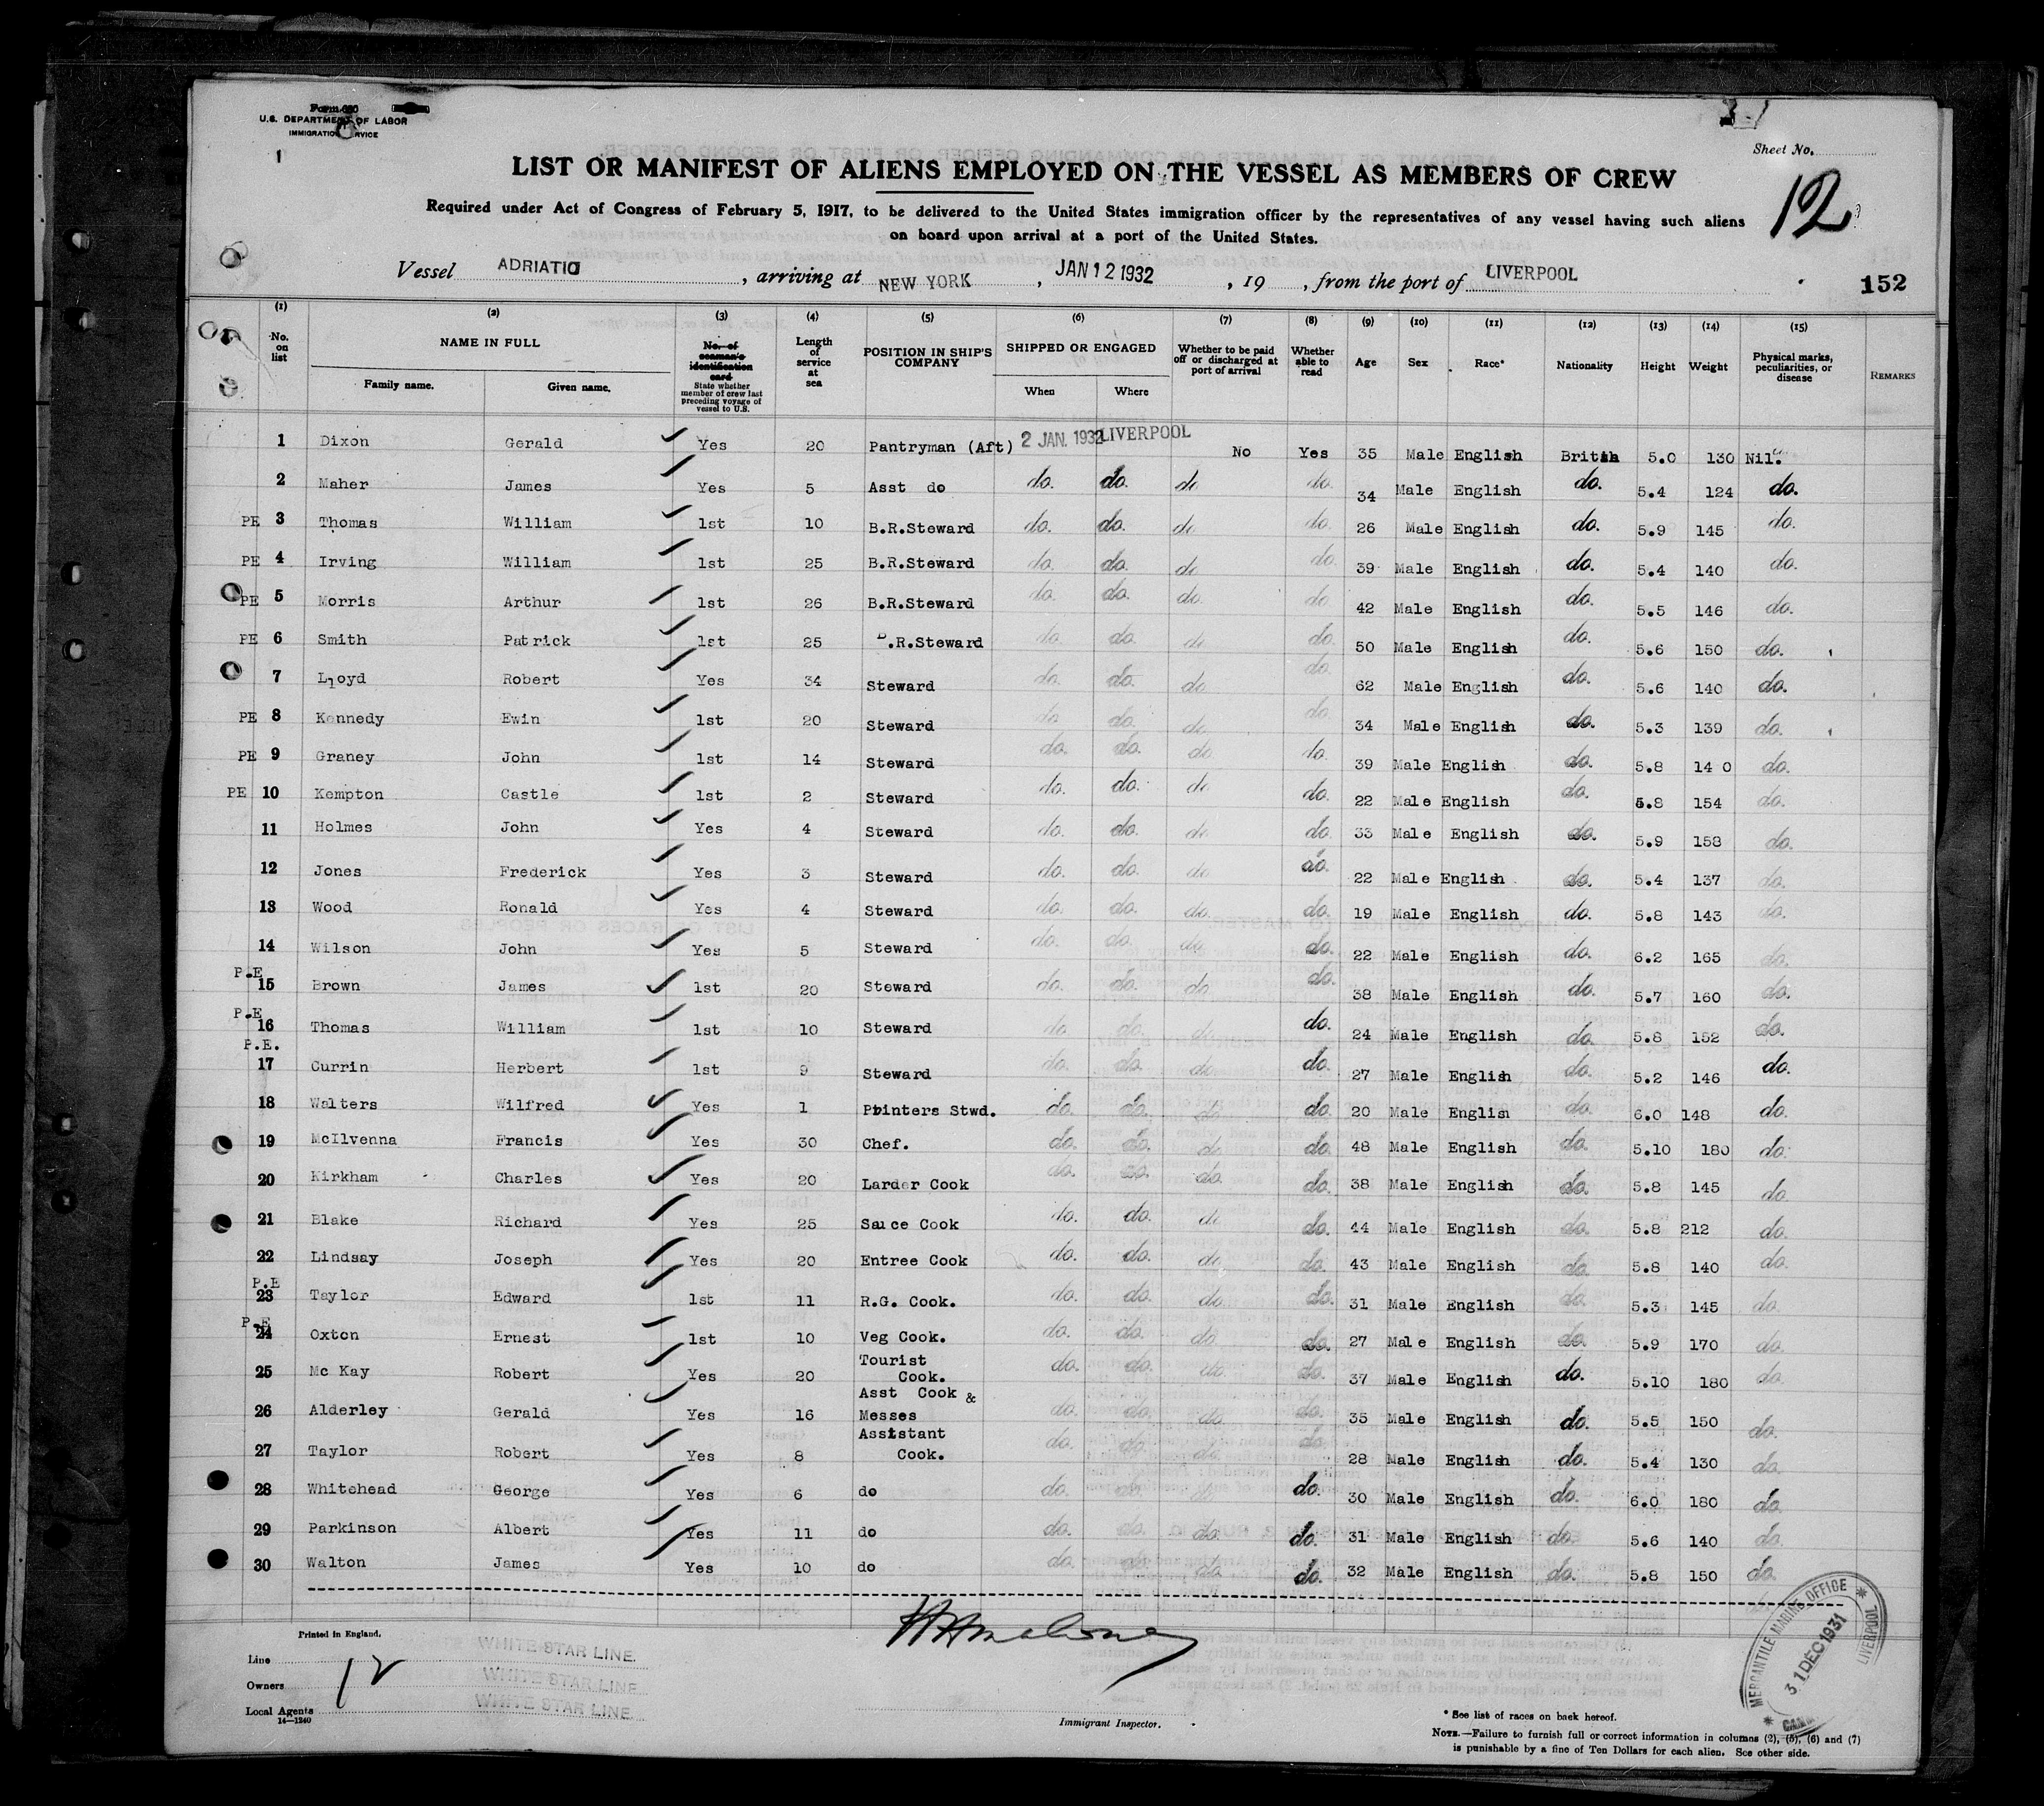 Form 680
U.S. DEPARTMENT OF LABOR
IMMIGRATION SERVICE
1
Sheet No.
LIST OR MANIFEST OF ALIENS EMPLOYED ON THE VESSEL AS MEMBERS OF CREW
12
Required under Act of Congress of February 5, 1917, to be delivered to the United States immigration officer by the representatives of any vessel having such aliens
on board upon arrival at a port of the United States.
Vessel ADRIATIC, arriving at NEW YORK, JAN 12 1932, 19 , from the port of LIVERPOOL
152
(1) (2) (3) (4) (5) (6) (7) (8) (9) (10) (11) (12) (13) (14) (15)
No. on list NAME IN FULL Family name. Given name. No. of seaman's identification card State whether member of crew last preceding voyage of vessel to U.S. Length of service at sea POSITION IN SHIP'S COMPANY SHIPPED OR ENGAGED When Where Whether to be paid off or discharged at port of arrival Whether able to read Age Sex Race* Nationality Height Weight Physical marks, peculiarities, or disease REMARKS
1 Dixon Gerald Yes 20 Pantryman (Aft) 2 JAN. 1932 LIVERPOOL No Yes 35 Male English Britih 5.0 130 Nil.
2 Maher James Yes 5 Asst do do. do. do do. 34 Male English do. 5.4 124 do.
PE 3 Thomas William 1st 10 B.R.Steward do. do. do do. 26 Male English do. 5.9 145 do.
PE 4 Irving William 1st 25 B.R.Steward do. do. do do. 39 Male English do. 5.4 140 do.
PE 5 Morris Arthur 1st 26 B.R.Steward do. do. do do 42 Male English do. 5.5 146 do.
PE 6 Smith Patrick 1st 25 B.R.Steward do. do. do do. 50 Male English do. 5.6 150 do.
7 Lloyd Robert Yes 34 Steward do. do. do do. 62 Male English do. 5.6 140 do.
PE 8 Kennedy Ewin 1st 20 Steward do do. do do. 34 Male English do. 5.3 139 do.
PE 9 Graney John 1st 14 Steward do. do. do do. 39 Male English do. 5.8 14 0 do.
PE 10 Kempton Castle 1st 2 Steward do. do. do do. 22 Male English do. 5.8 154 do.
11 Holmes John Yes 4 Steward do. do. do do. 33 Male English do. 5.9 158 do.
12 Jones Frederick Yes 3 Steward do. do. do do. 22 Male English do. 5.4 137 do.
13 Wood Ronald Yes 4 Steward do. do. do. do. 19 Male English do. 5.8 143 do.
14 Wilson John Yes 5 Steward do. do. do do. 22 Male English do. 6.2 165 do.
P.E 15 Brown James 1st 20 Steward do. do. do do. 38 Male English do. 5.7 160 do.
P.E 16 Thomas William 1st 10 Steward do. do. do do. 24 Male English do. 5.8 152 do.
P.E. 17 Currin Herbert 1st 9 Steward do. do. do do. 27 Male English do. 5.2 146 do.
18 Walters Wilfred Yes 1 Printers Stwd. do. do. do do. 20 Male English do. 6.0 148 do.
19 McIlvenna Francis Yes 30 Chef. do. do. do do. 48 Male English do. 5.10 180 do.
20 Kirkham Charles Yes 20 Larder Cook do. do. do. do. 38 Male English do. 5.8 145 do.
21 Blake Richard Yes 25 Sauce Cook do. do. do do. 44 Male English do. 5.8 212 do.
22 Lindsay Joseph Yes 20 Entree Cook do. do. do do. 43 Male English do. 5.8 140 do.
P.E 23 Taylor Edward 1st 11 R.G. Cook. do. do. do do. 31 Male English do. 5.3 145 do.
P.E 24 Oxton Ernest 1st 10 Veg Cook. do. do. do do. 27 Male English do. 5.9 170 do.
25 Mc Kay Robert Yes 20 Tourist Cook. do. do. do. do. 37 Male English do. 5.10 180 do.
26 Alderley Gerald Yes 16 Asst Cook & Messes do. do. do. do. 35 Male English do. 5.5 150 do.
27 Taylor Robert Yes 8 Assistant Cook. do. do. do. do. 28 Male English do. 5.4 130 do.
28 Whitehead George Yes 6 do do. do. do. do. 30 Male English do. 6.0 180 do.
29 Parkinson Albert Yes 11 do do. do. do. do. 31 Male English do. 5.6 140 do.
30 Walton James Yes 10 do do. do. do. do. 32 Male English do. 5.8 150 do.
Printed in England.
Line WHITE STAR LINE.
Owners WHITE STAR LINE
Local Agents WHITE STAR LINE.
12
14—1240
Immigrant Inspector.
MERCANTILE MARINE OFFICE
31 DEC 1931
LIVERPOOL
* See list of races on back hereof.
NOTE.—Failure to furnish full or correct information in columns (2), (5), (6) and (7)
is punishable by a fine of Ten Dollars for each alien. See other side.